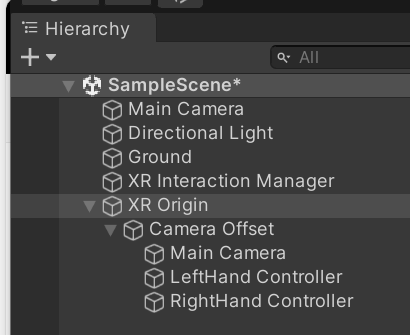 Hierarchy
All
SampleScene*
Main Camera
Directional Light
Ground
XR Interaction Manager
XR Origin
Camera Offset
Main Camera
LeftHand Controller
RightHand Controller